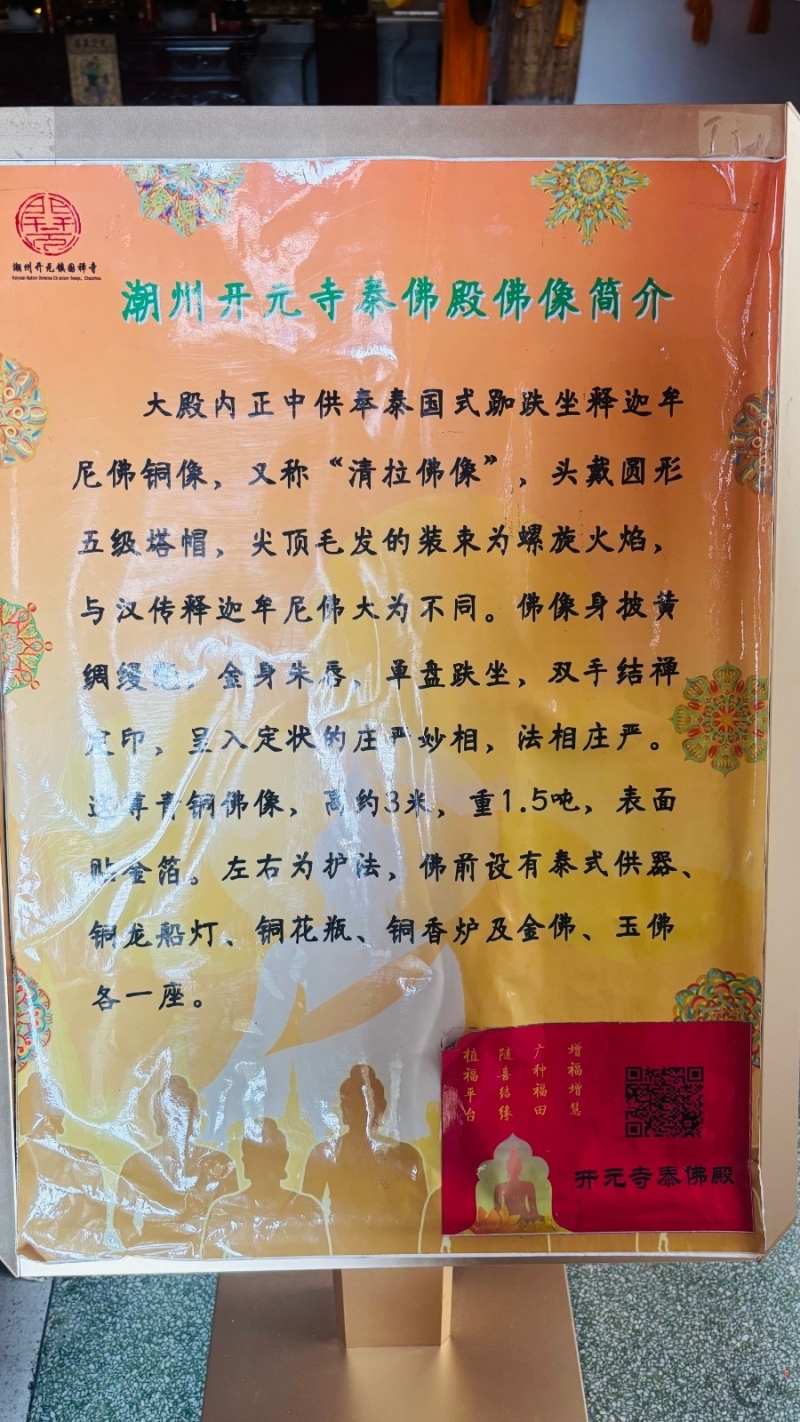 潮州开元镇国禅寺
潮州开元寺泰佛殿佛像简介
大殿内正中供奉泰国式跏趺坐释迦牟
尼佛铜像，又称“清拉佛像”，头戴圆形
五级塔帽，尖顶毛发的装束为螺旋火焰，
与汉传释迦牟尼佛大为不同。佛像身披黄
绸缦，金身朱唇，单盘趺坐，双手结禅
定印，呈入定状的庄严妙相，法相庄严。
这尊青铜佛像，高约3米，重1.5吨，表面
贴金箔。左右为护法，佛前设有泰式供器、
铜龙船灯、铜花瓶、铜香炉及金佛、玉佛
各一座。
增福增慧
广种福田
随喜结缘
植福平台
开元寺泰佛殿